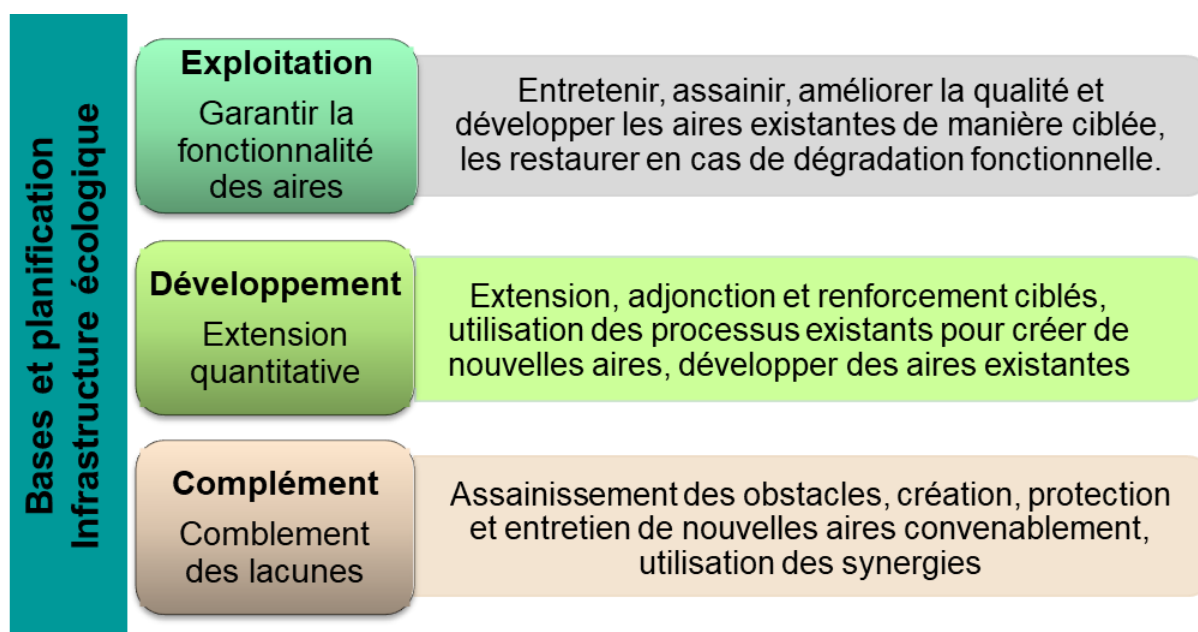 Bases et planification
Infrastructure écologique
Exploitation
Garantir la
fonctionnalité
des aires
Entretenir, assainir, améliorer la qualité et
développer les aires existantes de manière ciblée,
les restaurer en cas de dégradation fonctionnelle.
Développement
Extension
quantitative
Extension, adjonction et renforcement ciblés,
utilisation des processus existants pour créer de
nouvelles aires, développer des aires existantes
Complément
Comblement
des lacunes
Assainissement des obstacles, création, protection
et entretien de nouvelles aires convenablement,
utilisation des synergies